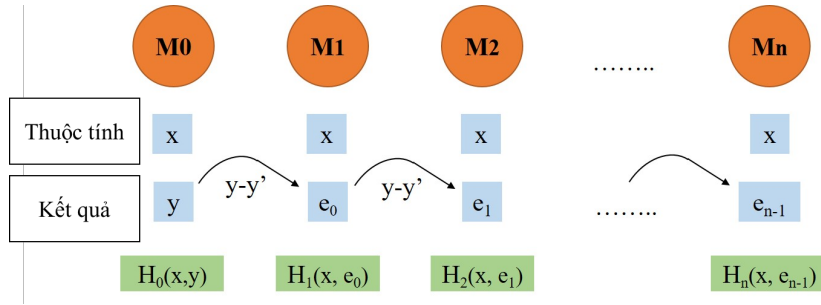 M0 M1 M2 ........ Mn
Thuộc tính x x x x
y-y’ y-y’
Kết quả y e₀ e₁ ........ eₙ₋₁
H₀(x,y) H₁(x, e₀) H₂(x, e₁) Hₙ(x, eₙ₋₁)